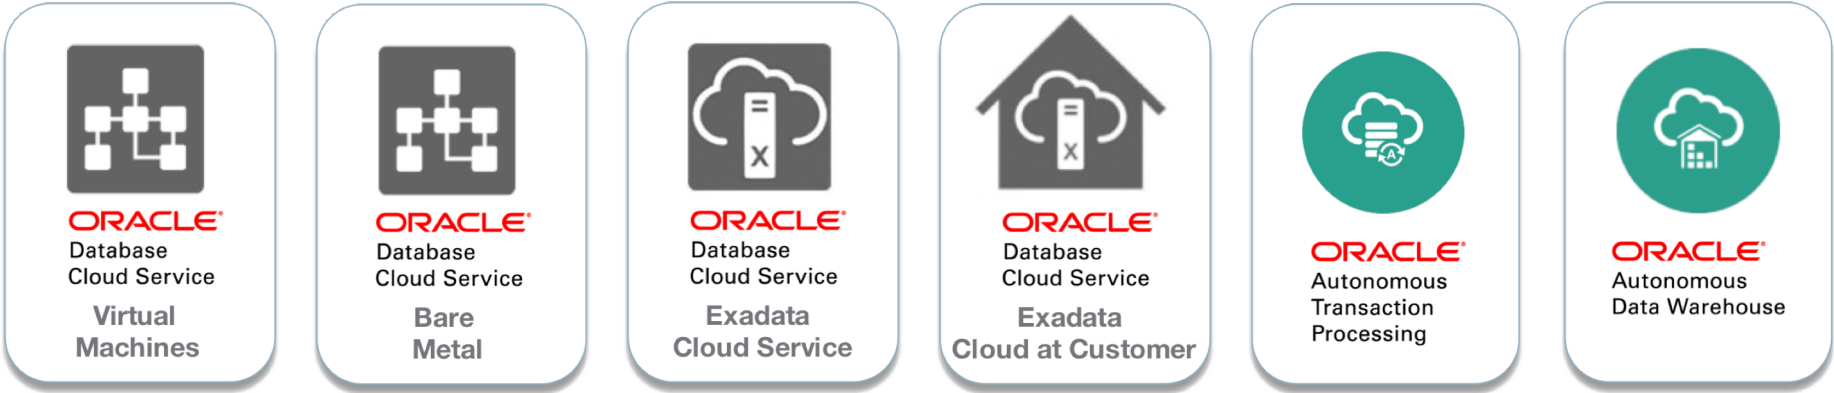 ORACLE®
Database
Cloud Service
Virtual
Machines
ORACLE®
Database
Cloud Service
Bare
Metal
X
ORACLE®
Database
Cloud Service
Exadata
Cloud Service
X
ORACLE®
Database
Cloud Service
Exadata
Cloud at Customer
A
ORACLE®
Autonomous
Transaction
Processing
ORACLE®
Autonomous
Data Warehouse